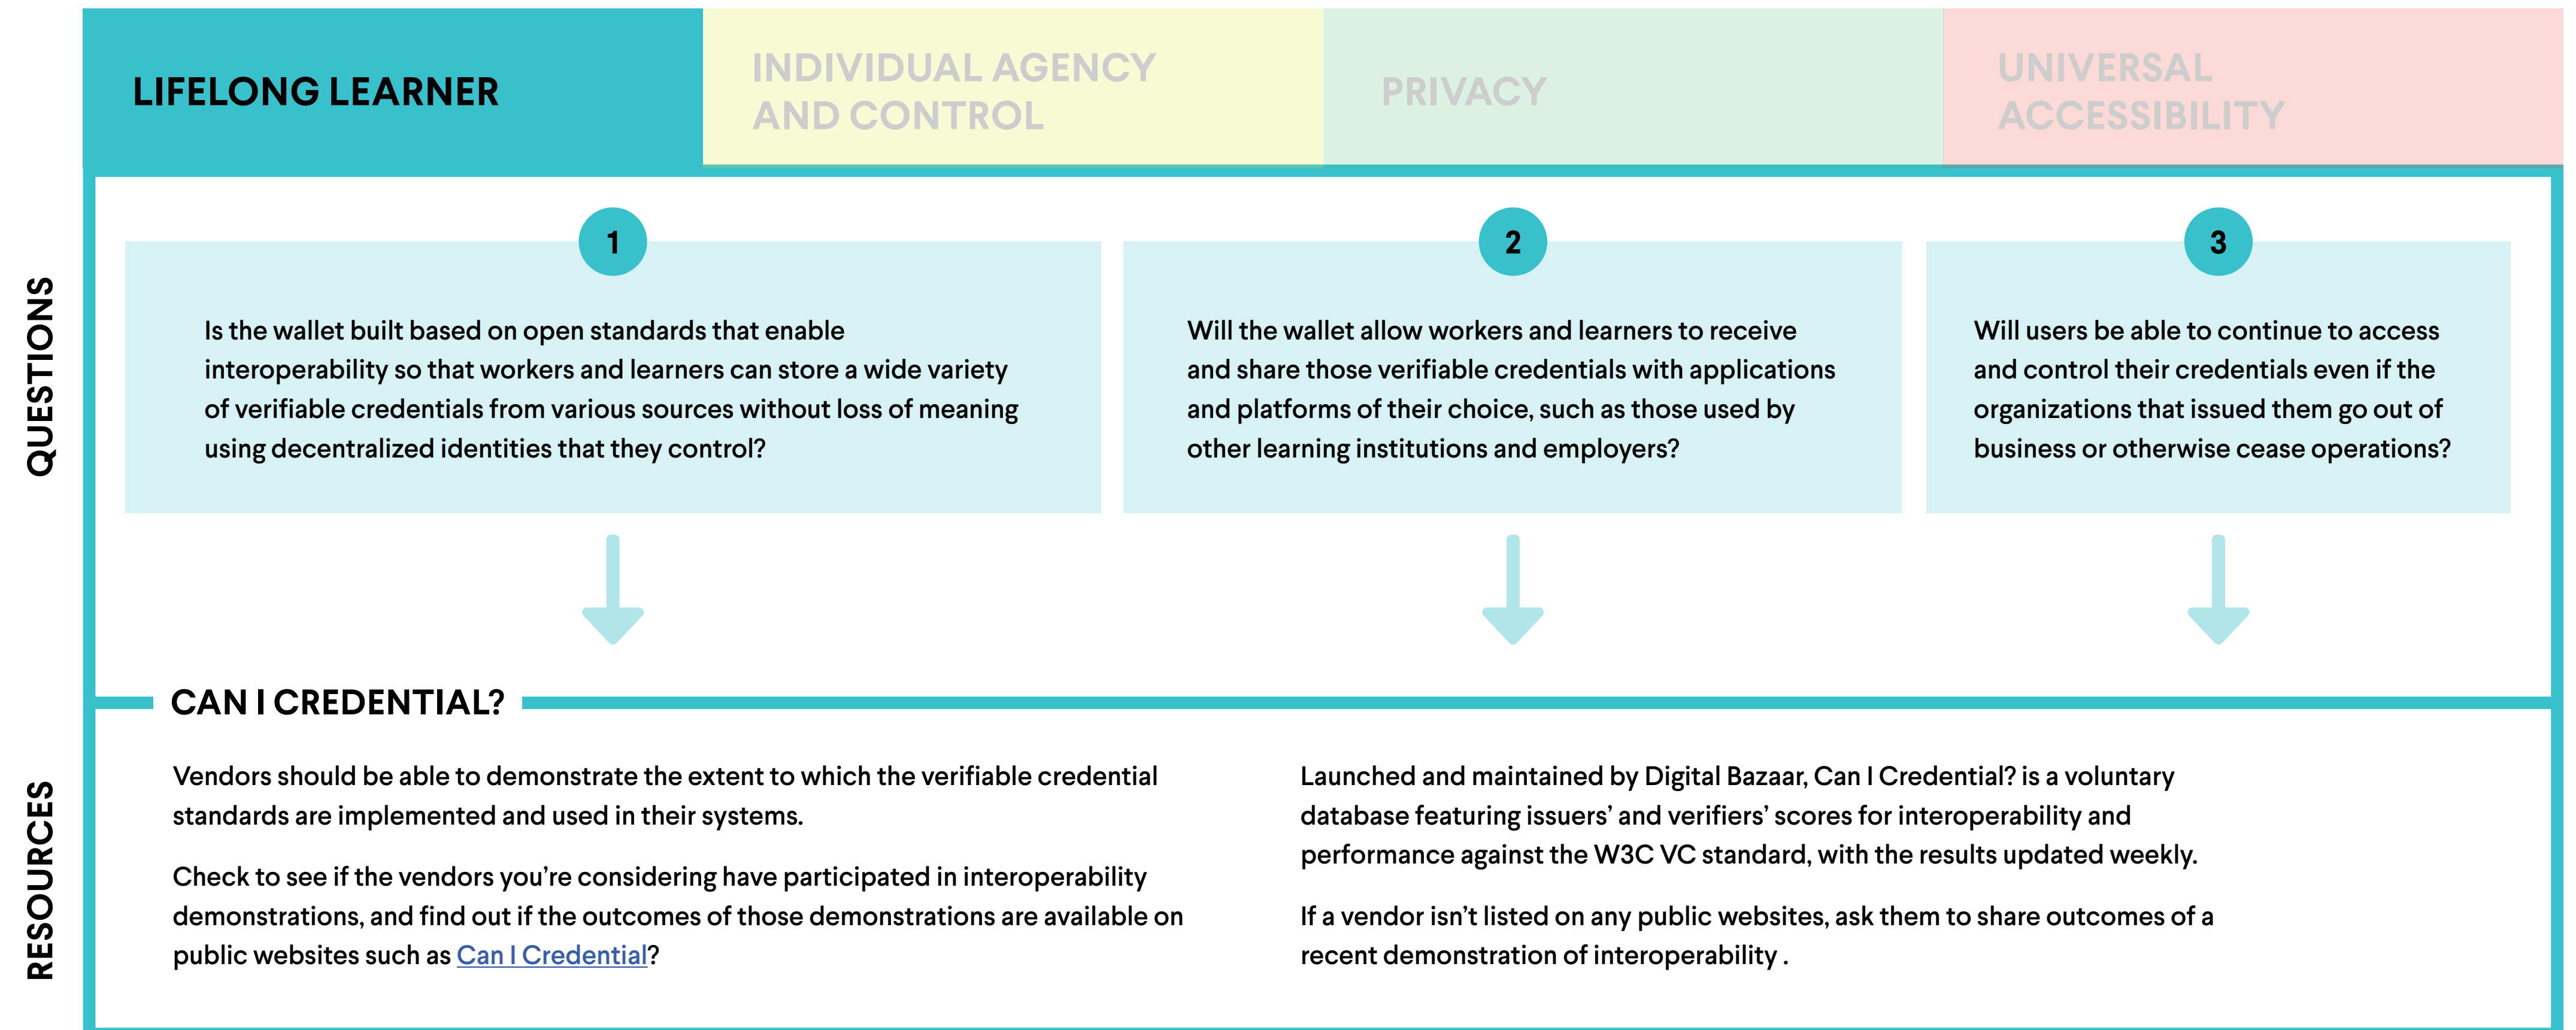 LIFELONG LEARNER
INDIVIDUAL AGENCY
AND CONTROL
PRIVACY
UNIVERSAL
ACCESSIBILITY
QUESTIONS
1
Is the wallet built based on open standards that enable
interoperability so that workers and learners can store a wide variety
of verifiable credentials from various sources without loss of meaning
using decentralized identities that they control?
2
Will the wallet allow workers and learners to receive
and share those verifiable credentials with applications
and platforms of their choice, such as those used by
other learning institutions and employers?
3
Will users be able to continue to access
and control their credentials even if the
organizations that issued them go out of
business or otherwise cease operations?
RESOURCES
CAN I CREDENTIAL?
Vendors should be able to demonstrate the extent to which the verifiable credential
standards are implemented and used in their systems.
Check to see if the vendors you’re considering have participated in interoperability
demonstrations, and find out if the outcomes of those demonstrations are available on
public websites such as Can I Credential?
Launched and maintained by Digital Bazaar, Can I Credential? is a voluntary
database featuring issuers’ and verifiers’ scores for interoperability and
performance against the W3C VC standard, with the results updated weekly.
If a vendor isn’t listed on any public websites, ask them to share outcomes of a
recent demonstration of interoperability .